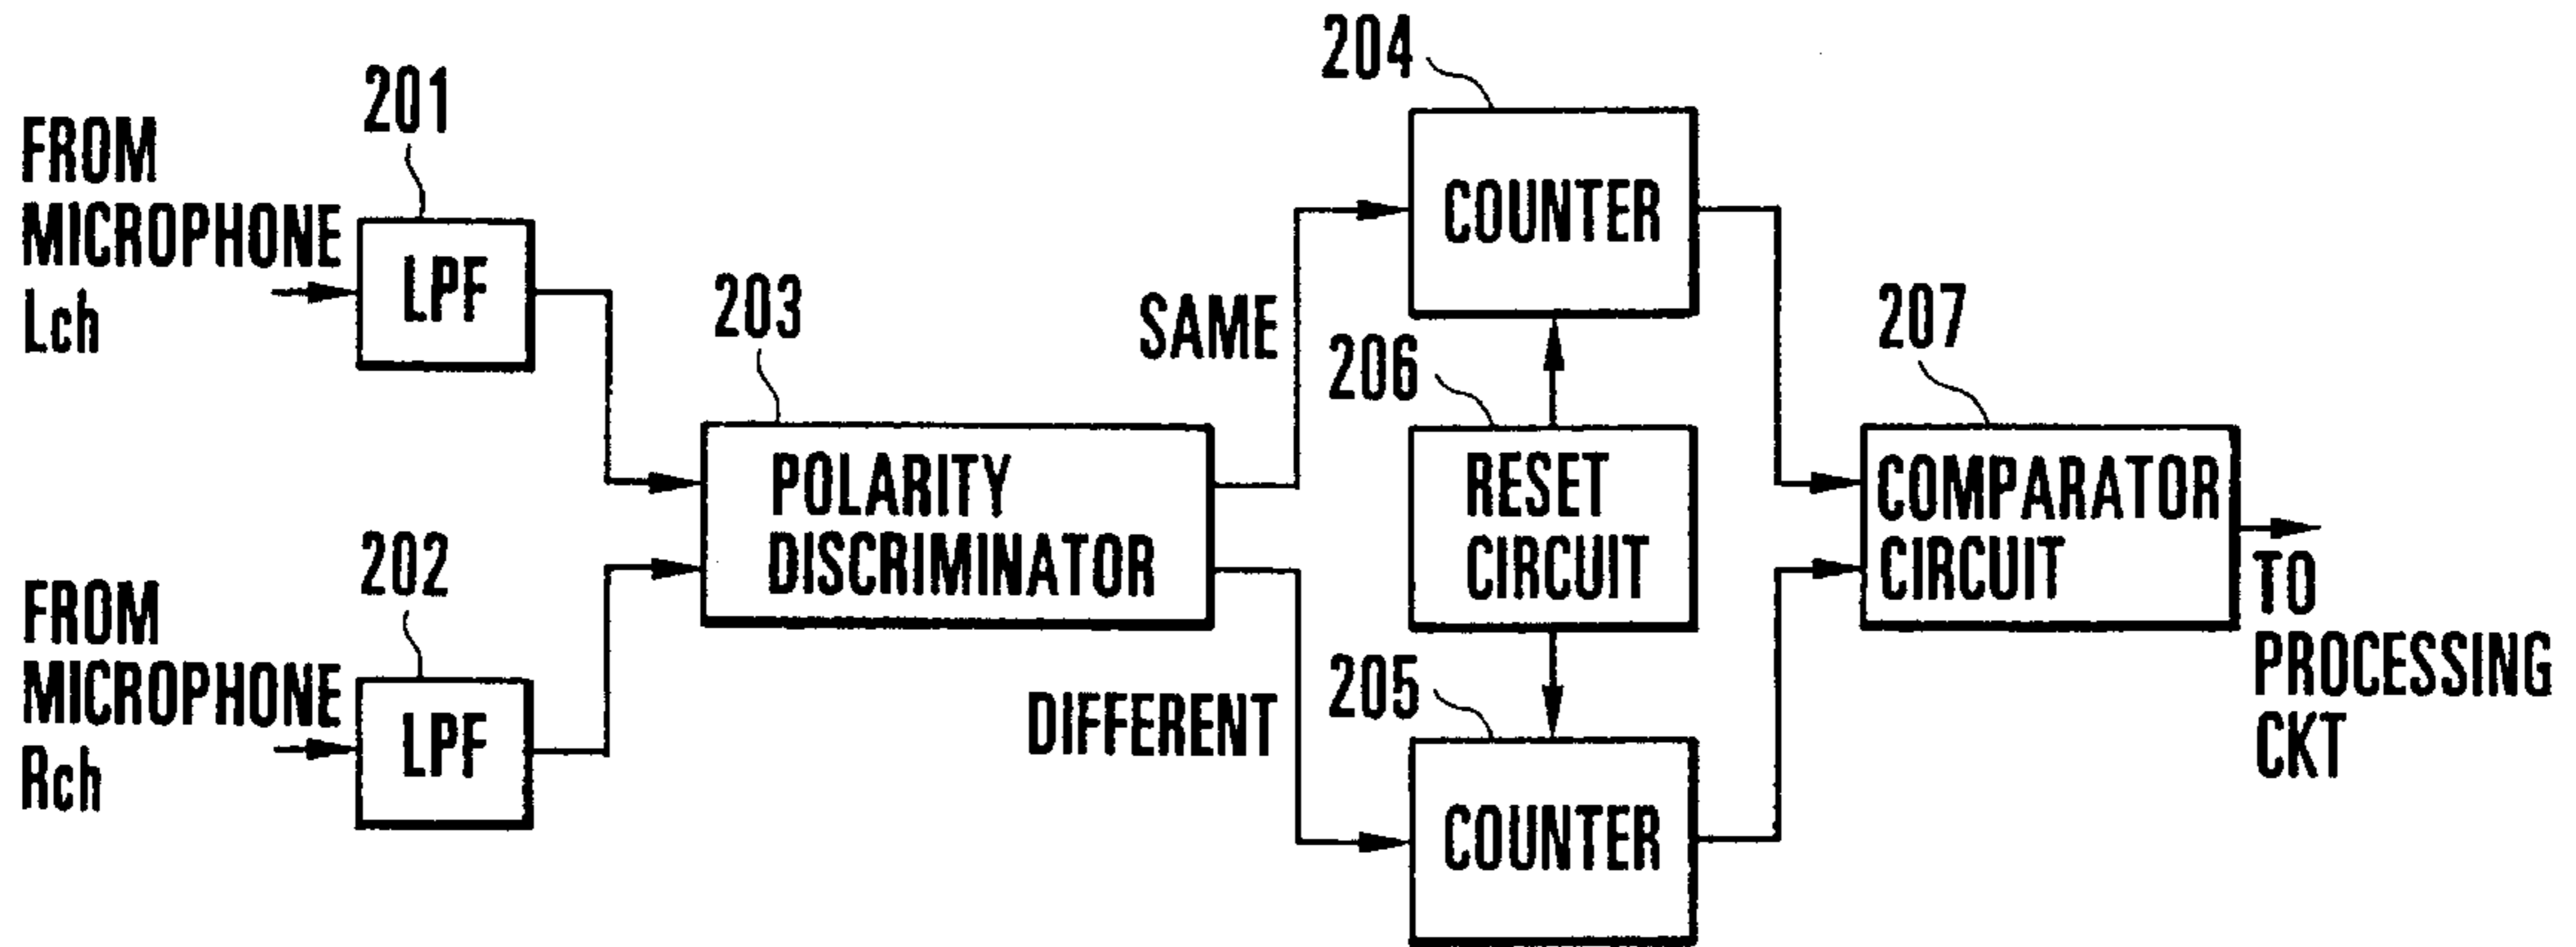 FROM
MICROPHONE
Lch
201
LPF
FROM
MICROPHONE
Rch
202
LPF
203
POLARITY
DISCRIMINATOR
SAME
DIFFERENT
204
COUNTER
206
RESET
CIRCUIT
205
COUNTER
207
COMPARATOR
CIRCUIT
TO
PROCESSING
CKT